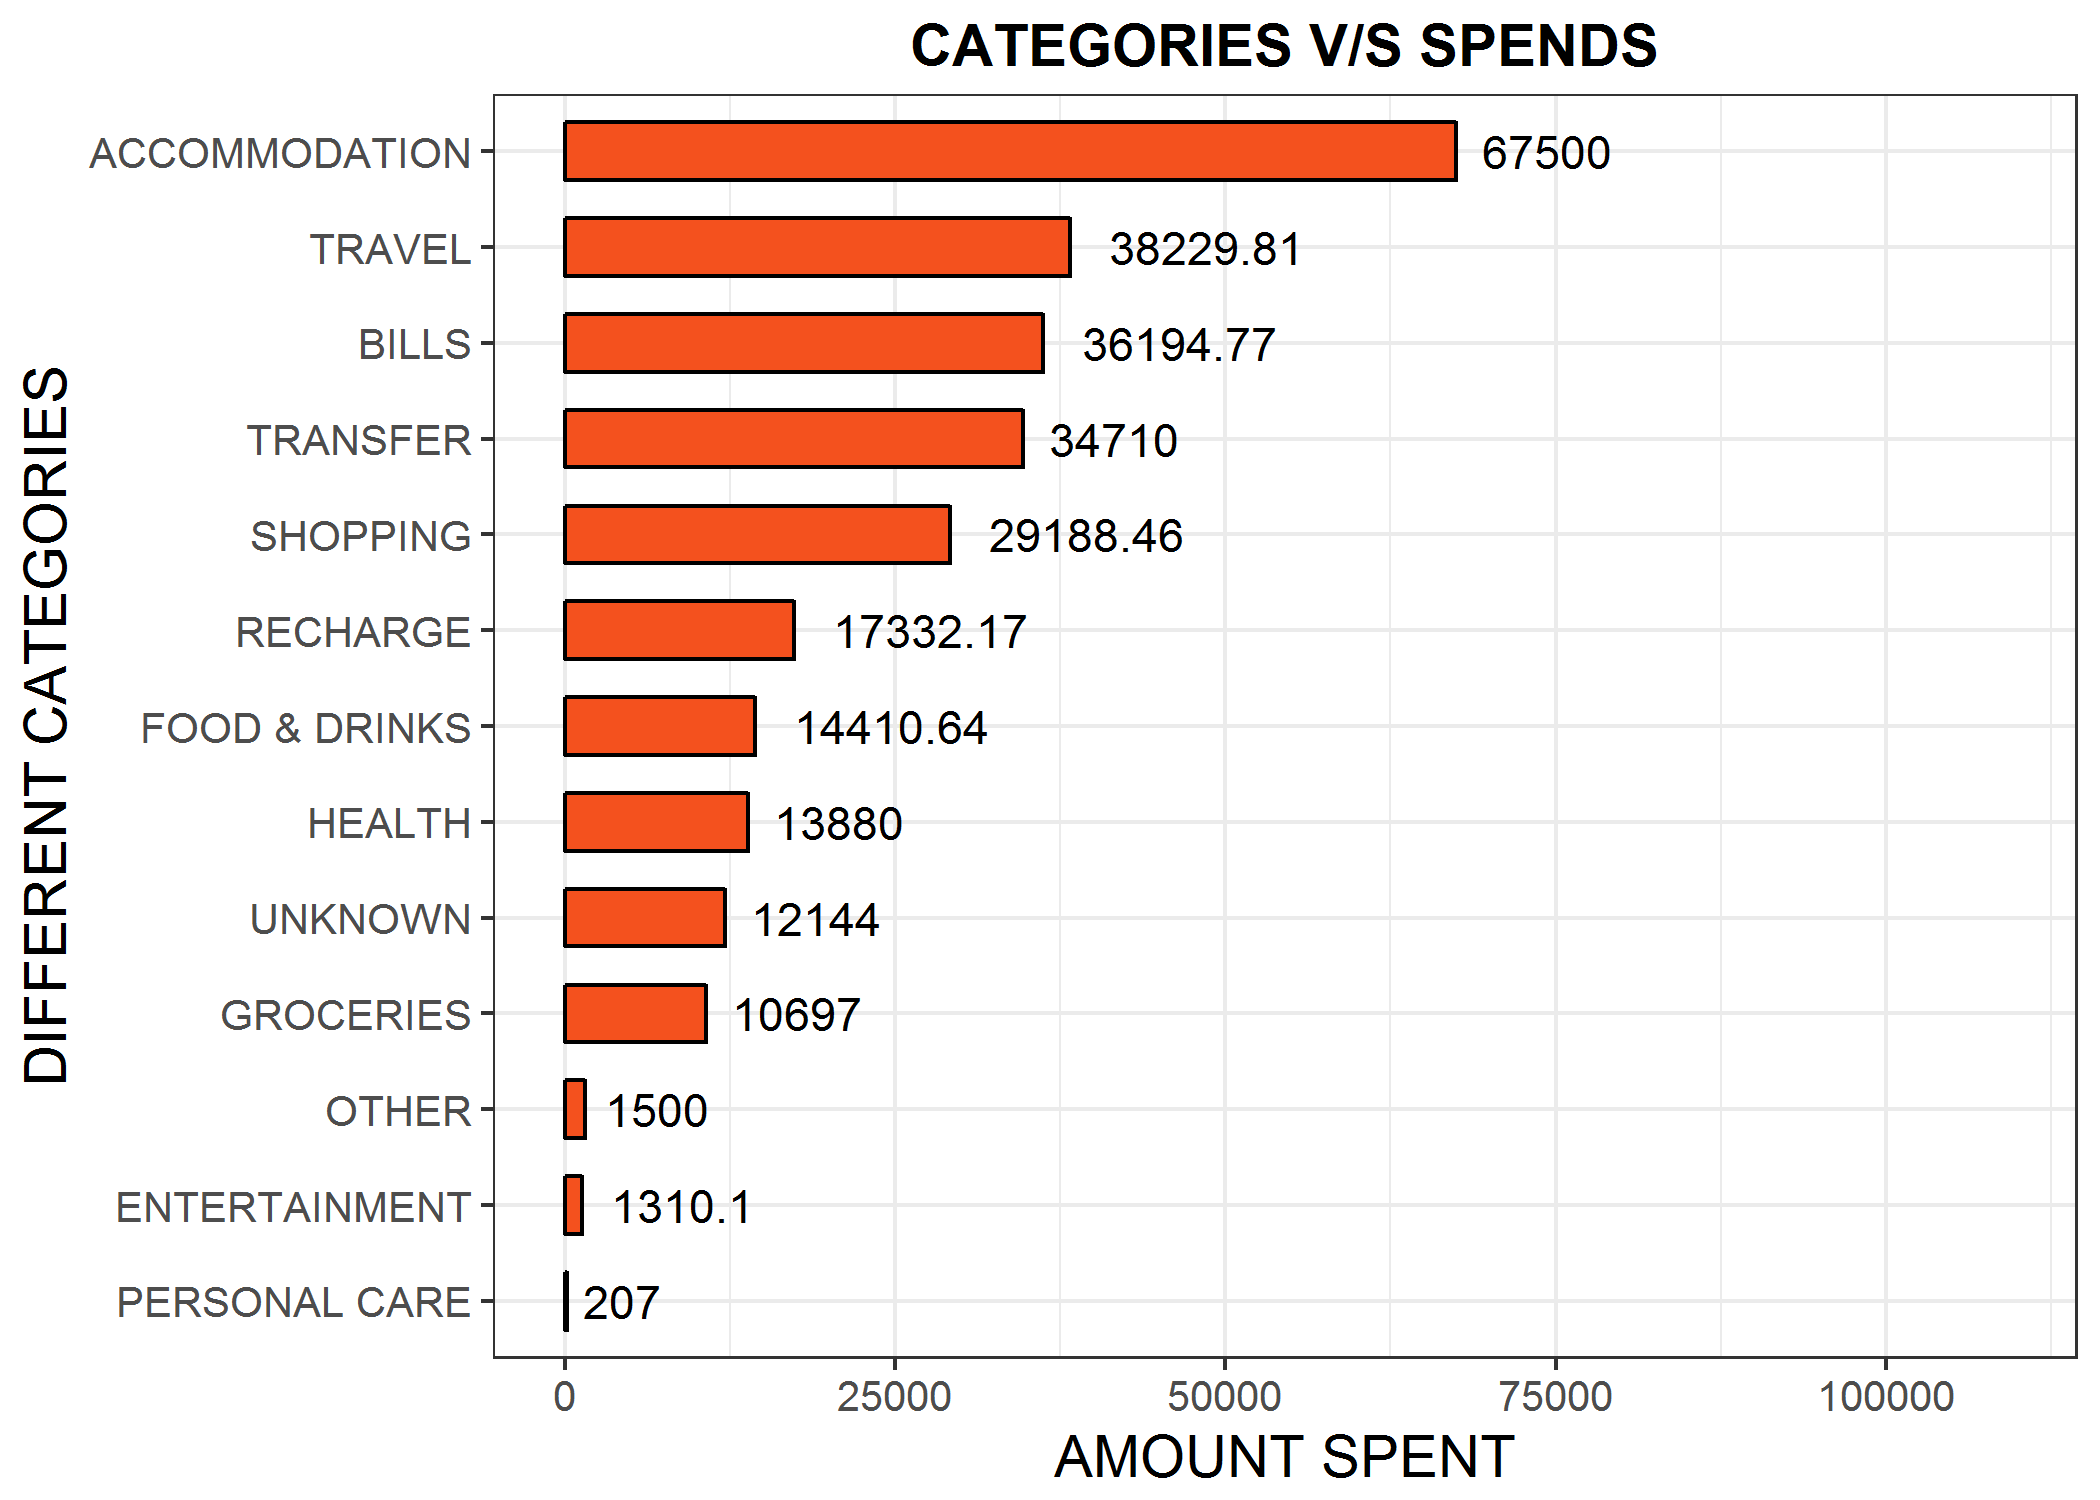 CATEGORIES V/S SPENDS
DIFFERENT CATEGORIES
ACCOMMODATION 67500
TRAVEL 38229.81
BILLS 36194.77
TRANSFER 34710
SHOPPING 29188.46
RECHARGE 17332.17
FOOD & DRINKS 14410.64
HEALTH 13880
UNKNOWN 12144
GROCERIES 10697
OTHER 1500
ENTERTAINMENT 1310.1
PERSONAL CARE 207
0 25000 50000 75000 100000
AMOUNT SPENT